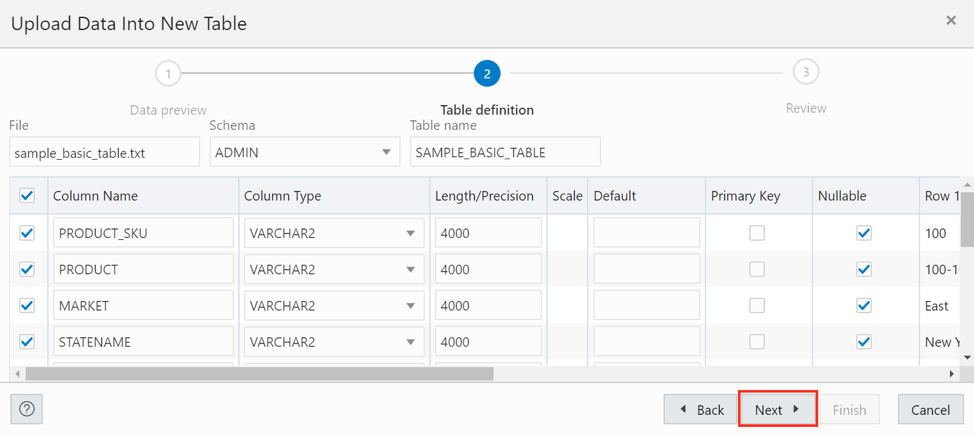 Upload Data Into New Table
1 2 3
Data preview Table definition Review
File Schema Table name
sample_basic_table.txt ADMIN SAMPLE_BASIC_TABLE
Column Name Column Type Length/Precision Scale Default Primary Key Nullable Row 1
PRODUCT_SKU VARCHAR2 4000 100
PRODUCT VARCHAR2 4000 100-1
MARKET VARCHAR2 4000 East
STATENAME VARCHAR2 4000 New Y
? Back Next Finish Cancel